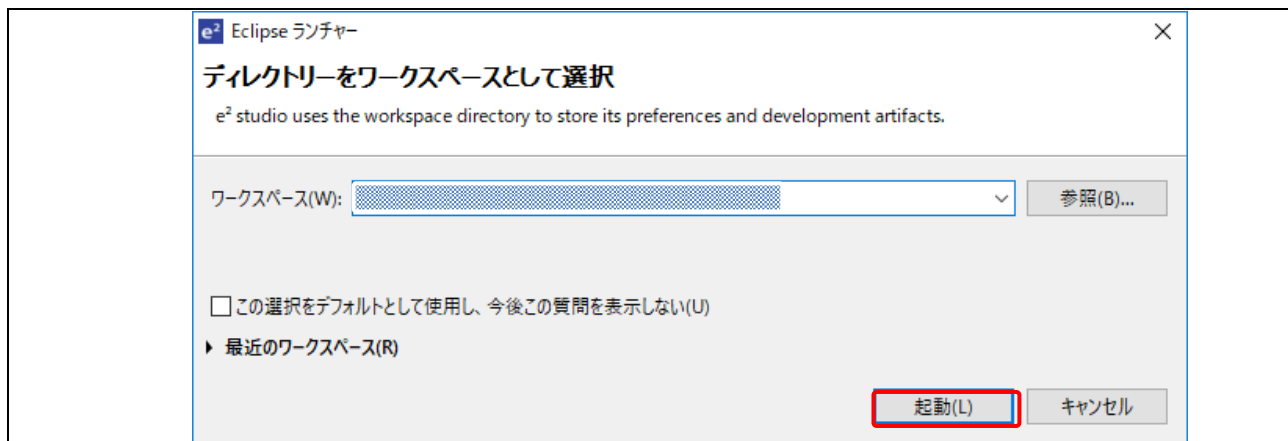 e² Eclipse ランチャー
ディレクトリーをワークスペースとして選択
e² studio uses the workspace directory to store its preferences and development artifacts.
ワークスペース(W): 参照(B)...
この選択をデフォルトとして使用し、今後この質問を表示しない(U)
最近のワークスペース(R)
起動(L) キャンセル